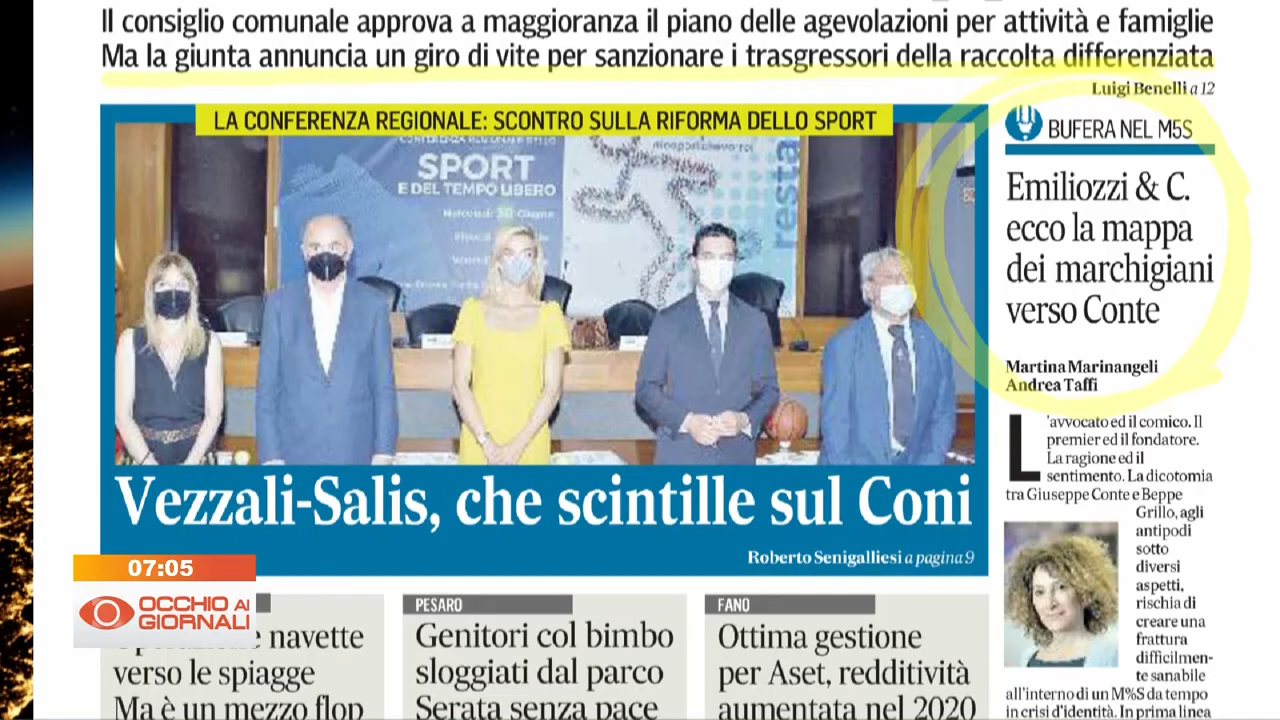 Il consiglio comunale approva a maggioranza il piano delle agevolazioni per attività e famiglie
Ma la giunta annuncia un giro di vite per sanzionare i trasgressori della raccolta differenziata
Luigi Benelli a 12
LA CONFERENZA REGIONALE: SCONTRO SULLA RIFORMA DELLO SPORT
CONFERENZA REGIONALE DELLO
SPORT
E DEL TEMPO LIBERO
Mercoledì 30 Giugno
resta
Vezzali-Salis, che scintille sul Coni
Roberto Senigalliesi a pagina 9
BUFERA NEL M5S
Emiliozzi & C.
ecco la mappa
dei marchigiani
verso Conte
Martina Marinangeli
Andrea Taffi
L'avvocato ed il comico. Il
premier ed il fondatore.
La ragione ed il
sentimento. La dicotomia
tra Giuseppe Conte e Beppe
Grillo, agli
antipodi
sotto
diversi
aspetti,
rischia di
creare una
frattura
difficilmen-
te sanabile
all'interno di un M%S da tempo
in crisi d'identità. In prima linea
07:05
OCCHIO AI
GIORNALI
navette
verso le spiagge
Ma è un mezzo flop
PESARO
Genitori col bimbo
sloggiati dal parco
Serata senza pace
FANO
Ottima gestione
per Aset, redditività
aumentata nel 2020